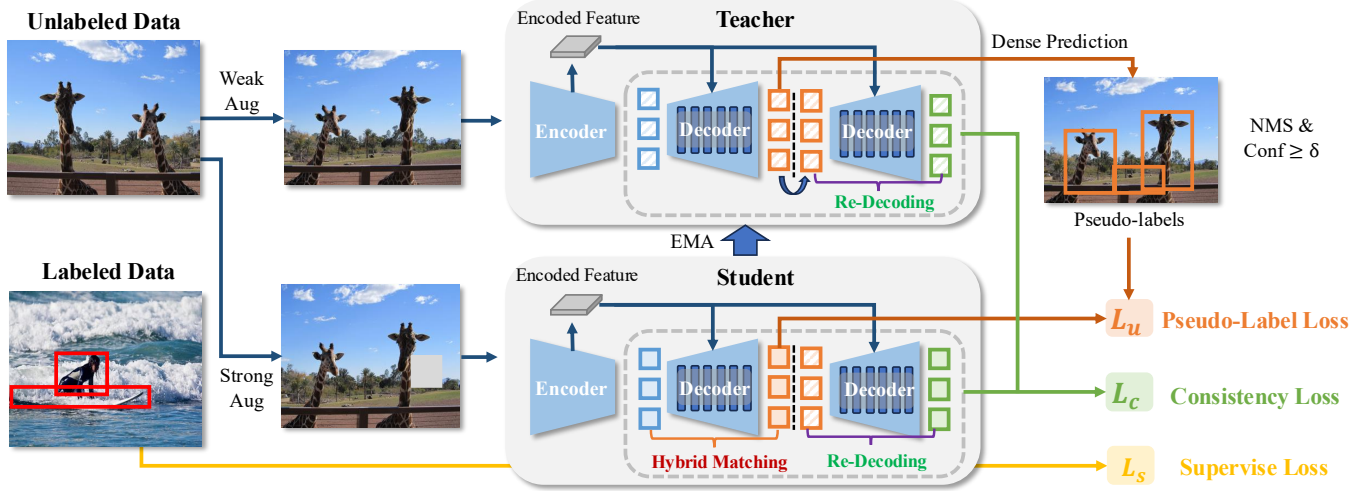 Unlabeled Data
Weak
Aug
Encoded Feature
Teacher
Encoder
Decoder
Decoder
Re-Decoding
Dense Prediction
NMS &
Conf ≥ δ
Pseudo-labels
EMA
Labeled Data
Strong
Aug
Encoded Feature
Student
Encoder
Decoder
Decoder
Hybrid Matching
Re-Decoding
L_u Pseudo-Label Loss
L_c Consistency Loss
L_s Supervise Loss